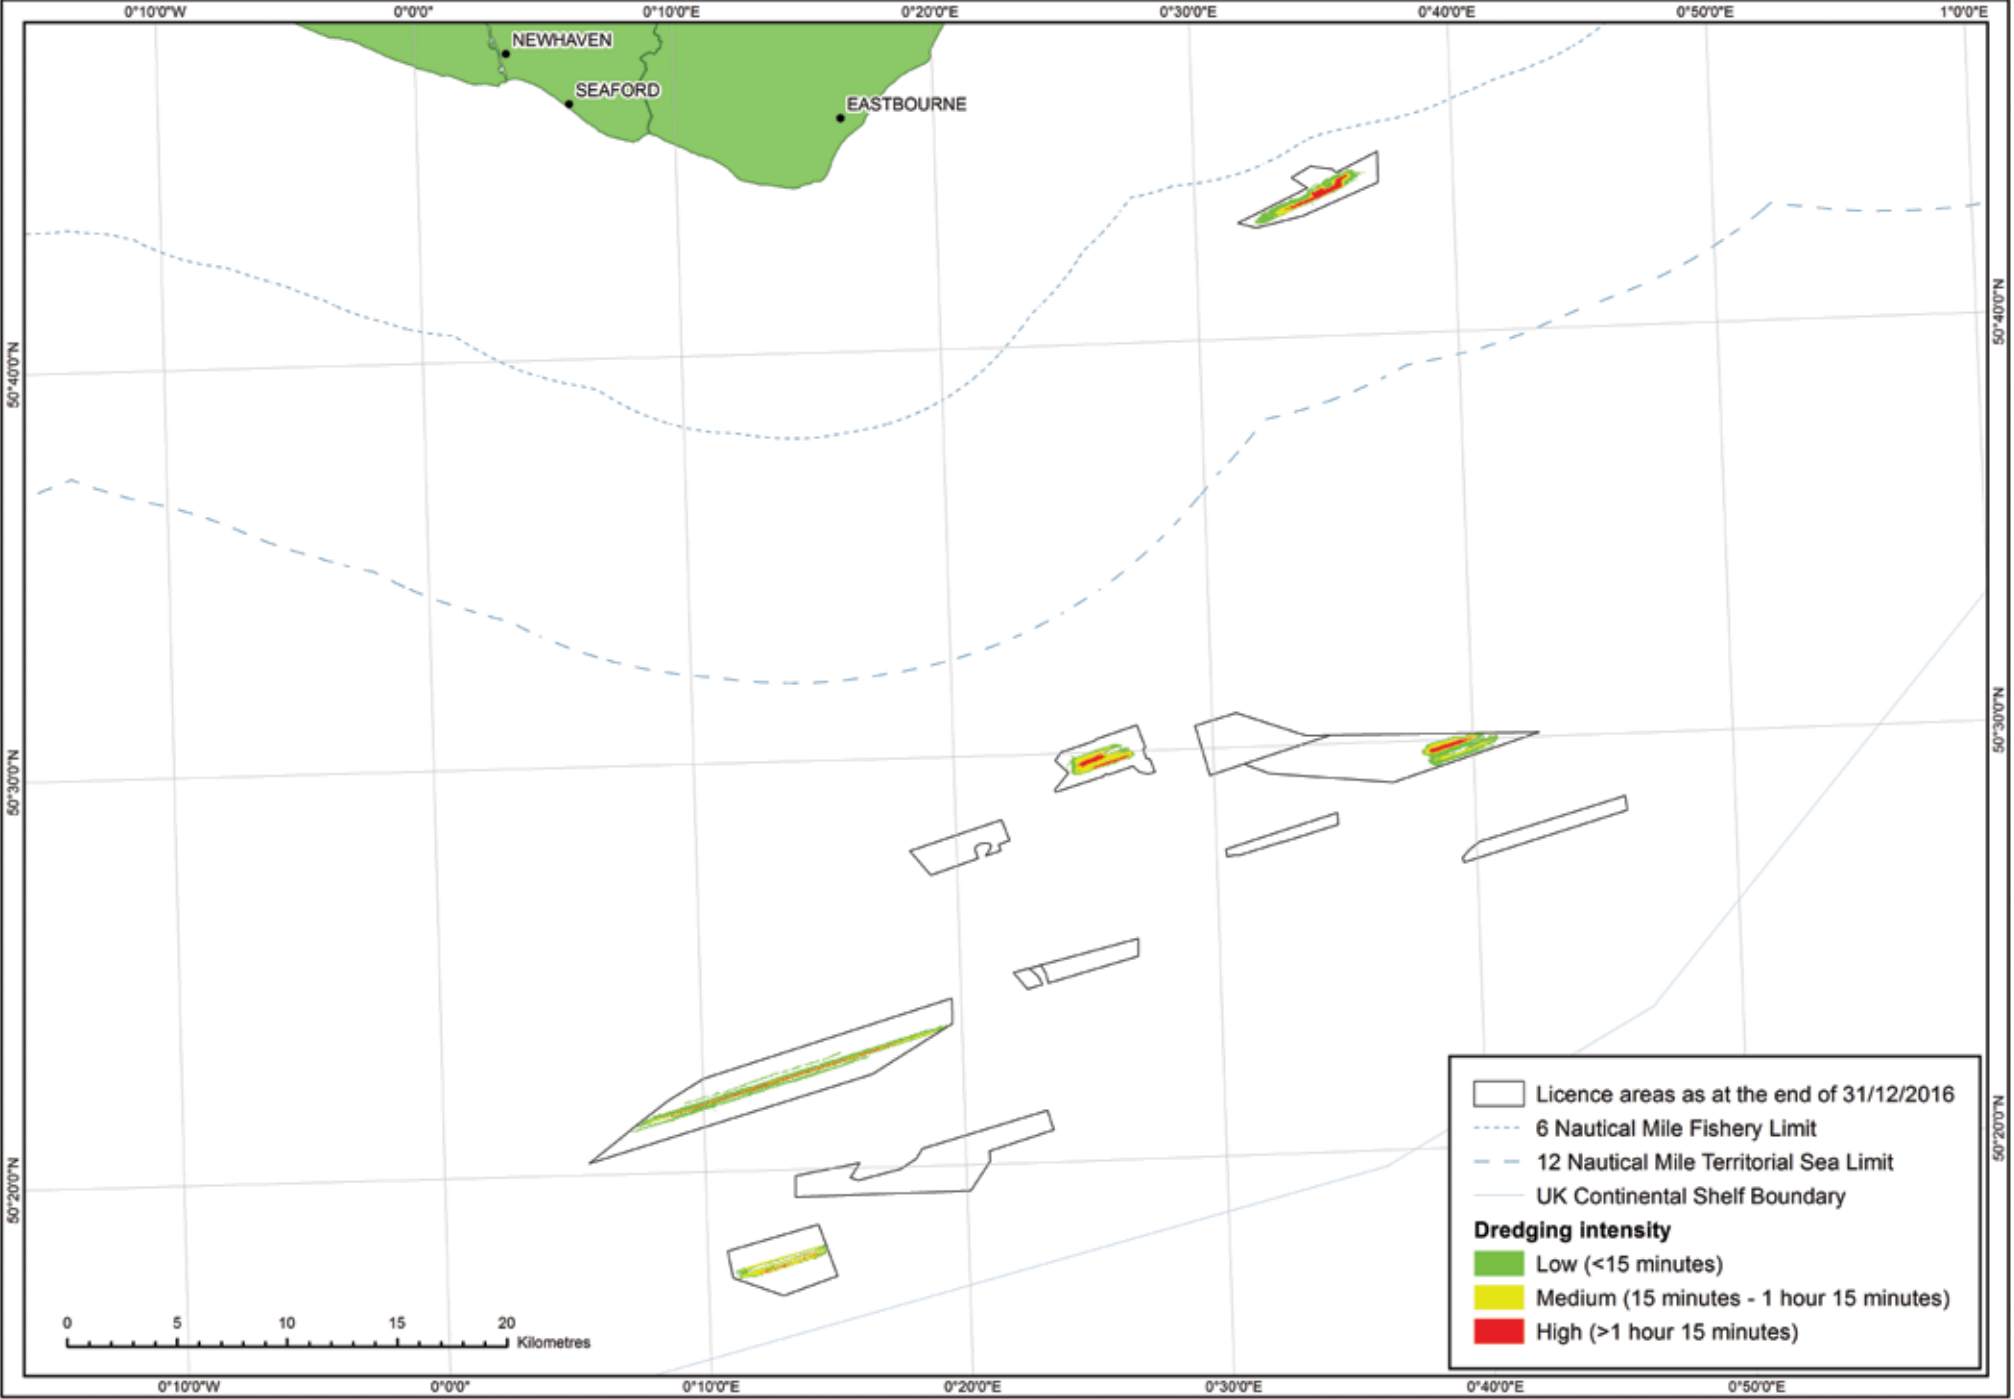 0°10'0"W 0°0'0" 0°10'0"E 0°20'0"E 0°30'0"E 0°40'0"E 0°50'0"E 1°0'0"E
NEWHAVEN
SEAFORD
EASTBOURNE
50°40'0"N
50°40'0"N
50°30'0"N
50°30'0"N
50°20'0"N
50°20'0"N
Licence areas as at the end of 31/12/2016
6 Nautical Mile Fishery Limit
12 Nautical Mile Territorial Sea Limit
UK Continental Shelf Boundary
Dredging intensity
Low (<15 minutes)
Medium (15 minutes - 1 hour 15 minutes)
High (>1 hour 15 minutes)
0 5 10 15 20
Kilometres
0°10'0"W 0°0'0" 0°10'0"E 0°20'0"E 0°30'0"E 0°40'0"E 0°50'0"E